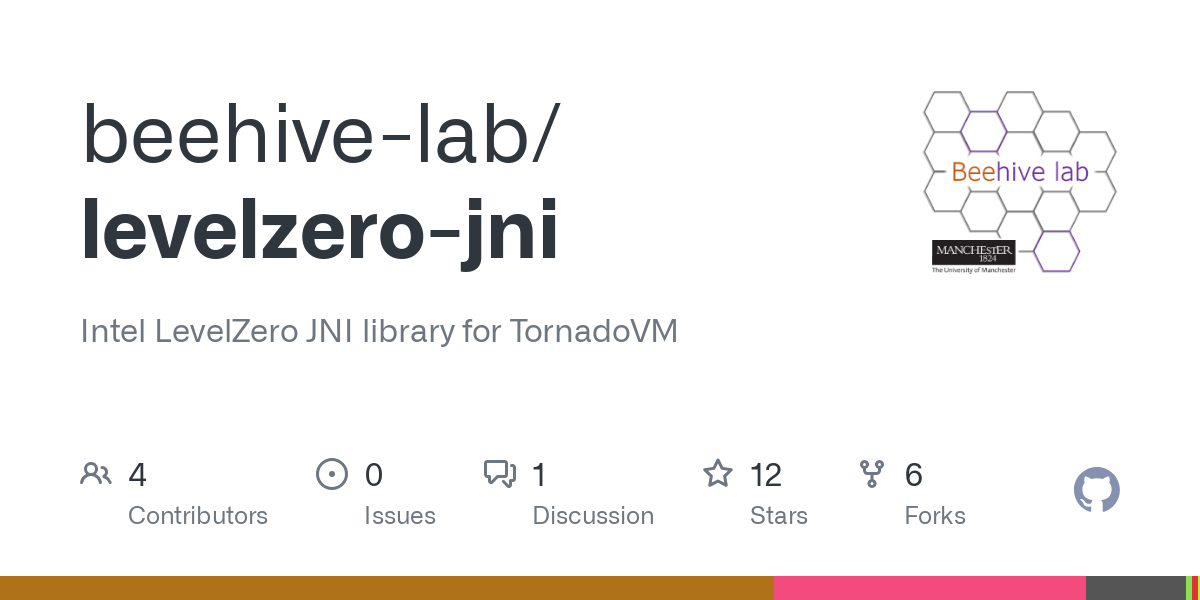 beehive-lab/
levelzero-jni
Beehive lab
MANCHESTER
1824
The University of Manchester
Intel LevelZero JNI library for TornadoVM
4
Contributors
0
Issues
1
Discussion
12
Stars
6
Forks